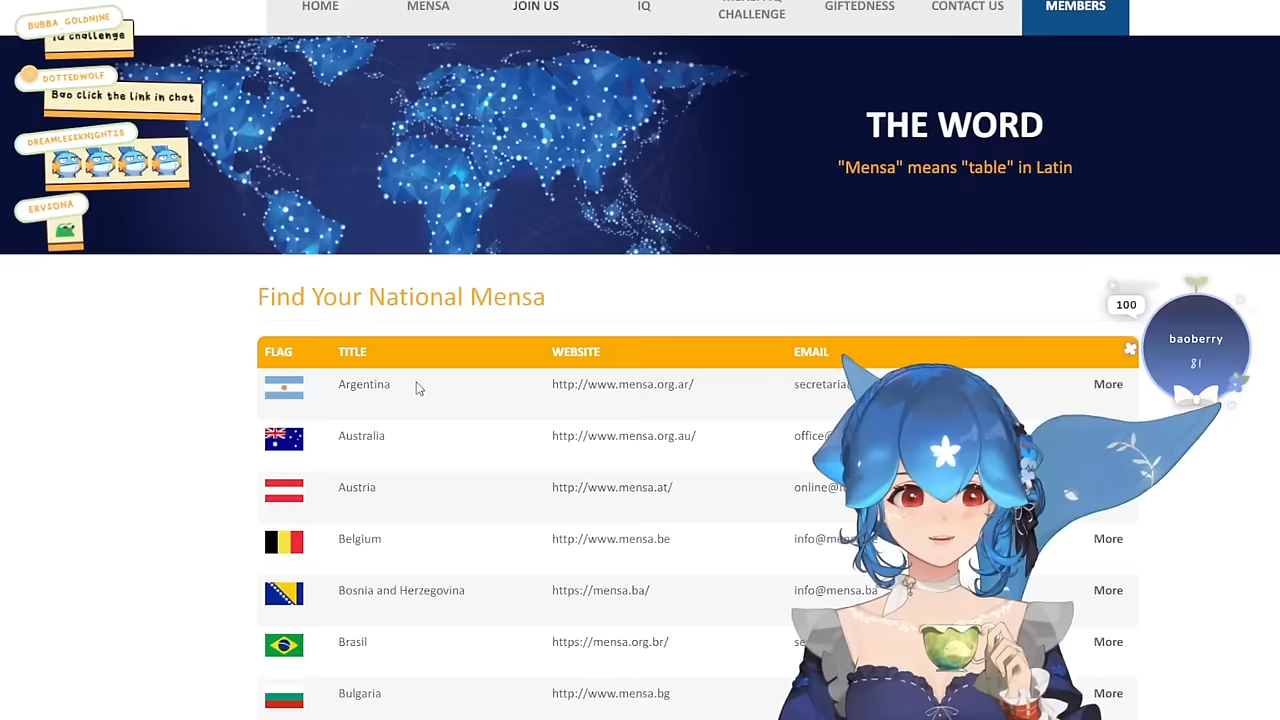 HOME
MENSA
JOIN US
IQ
CHALLENGE
GIFTEDNESS
CONTACT US
MEMBERS
BUBBA GOLDNINE
IQ challenge
DOTTEDWOLF
Bao click the link in chat
DREAMLESSKNIGHT25
ERVSONA
THE WORD
"Mensa" means "table" in Latin
Find Your National Mensa
100
baoberry
81
FLAG TITLE WEBSITE EMAIL
Argentina http://www.mensa.org.ar/ More
Australia http://www.mensa.org.au/
Austria http://www.mensa.at/
Belgium http://www.mensa.be More
Bosnia and Herzegovina https://mensa.ba/ info@mensa.ba More
Brasil https://mensa.org.br/ More
Bulgaria http://www.mensa.bg More